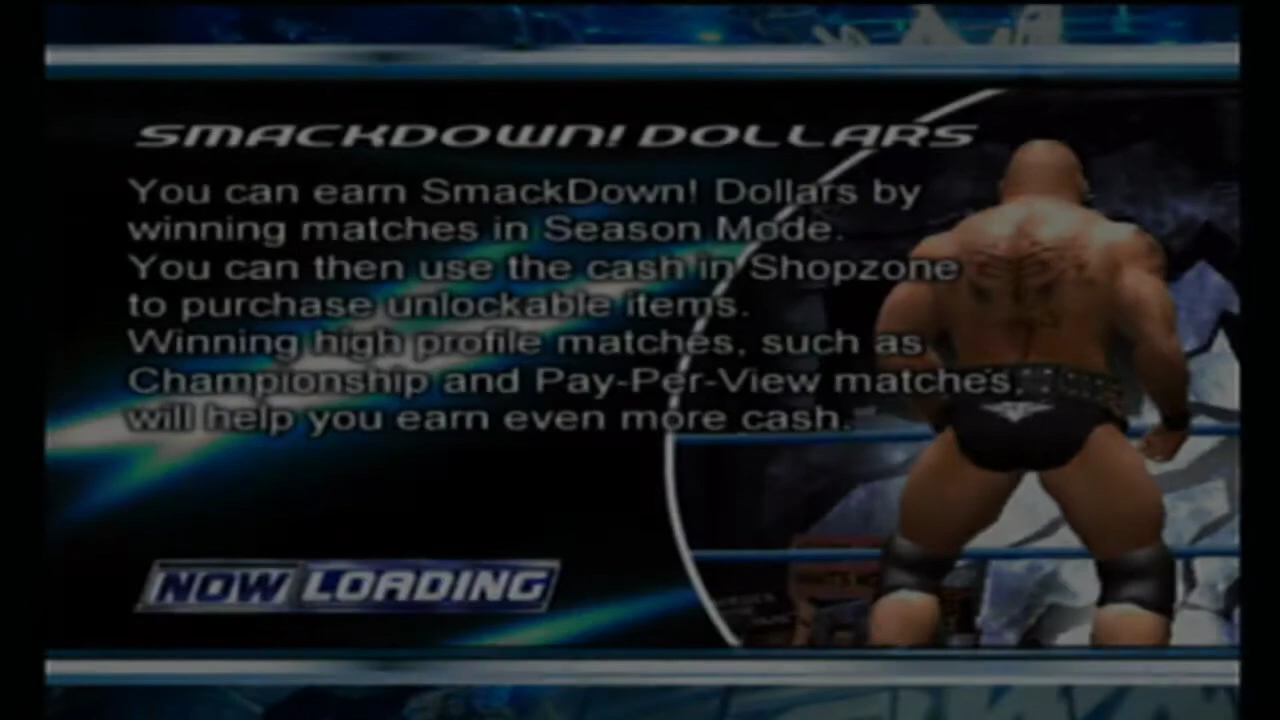 SMACKDOWN! DOLLARS
You can earn SmackDown! Dollars by
winning matches in Season Mode.
You can then use the cash in Shopzone
to purchase unlockable items.
Winning high profile matches, such as
Championship and Pay-Per-View matches,
will help you earn even more cash.
NOW LOADING